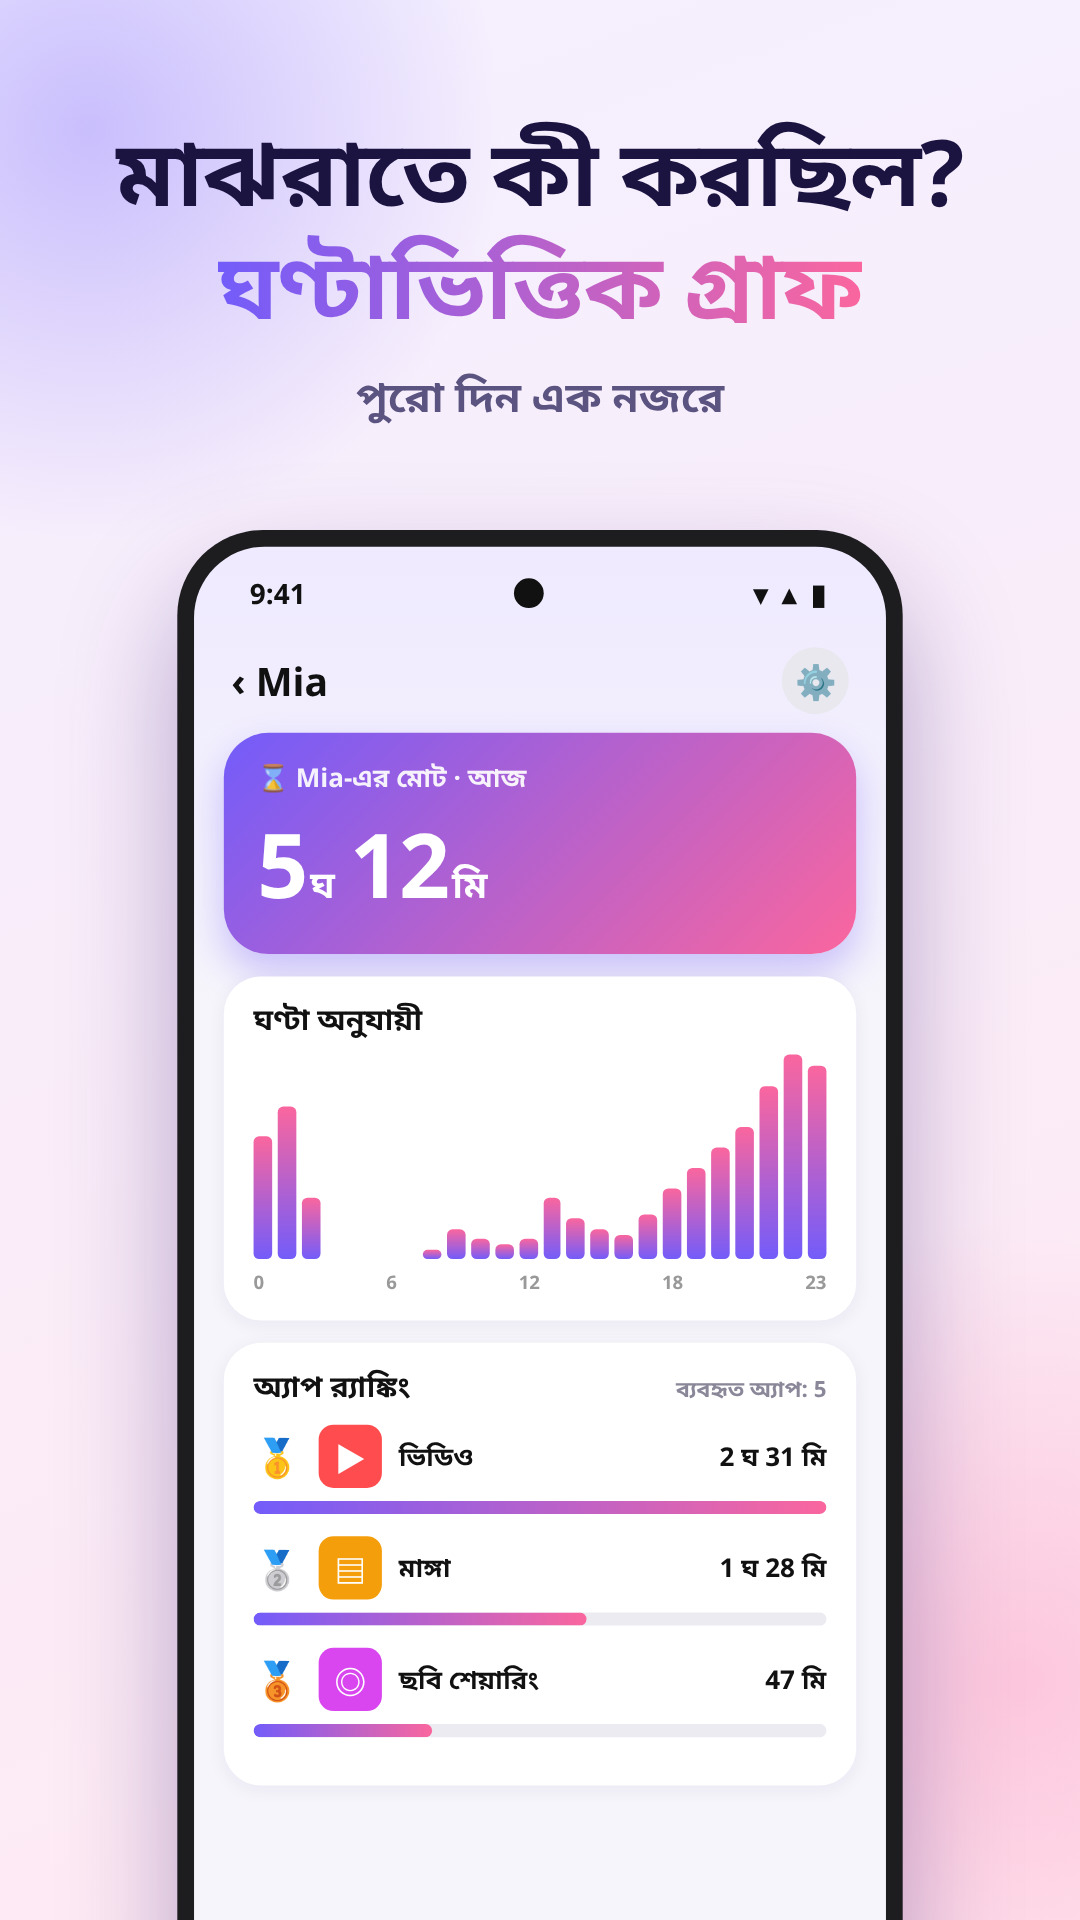 মাঝরাতে কী করছিল?
ঘণ্টাভিত্তিক গ্রাফ
পুরো দিন এক নজরে
9:41
‹ Mia
⌛ Mia-এর মোট · আজ
5ঘ 12মি
ঘণ্টা অনুযায়ী
0 6 12 18 23
অ্যাপ র‍্যাঙ্কিং ব্যবহৃত অ্যাপ: 5
🥇 ভিডিও 2 ঘ 31 মি
🥈 মাঙ্গা 1 ঘ 28 মি
🥉 ছবি শেয়ারিং 47 মি